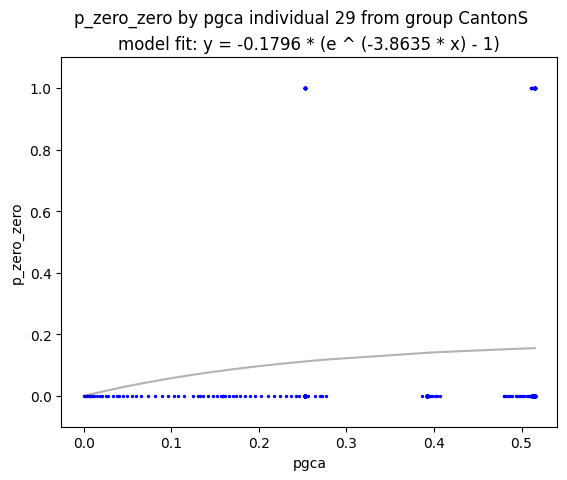 p_zero_zero by pgca individual 29 from group CantonS
model fit: y = -0.1796 * (e ^ (-3.8635 * x) - 1)
1.0
0.8
0.6
0.4
0.2
0.0
p_zero_zero
0.0 0.1 0.2 0.3 0.4 0.5
pgca